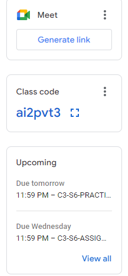 Meet
Generate link
Class code
ai2pvt3
Upcoming
Due tomorrow
11:59 PM – C3-S6-PRACTI...
Due Wednesday
11:59 PM – C3-S6-ASSIG...
View all